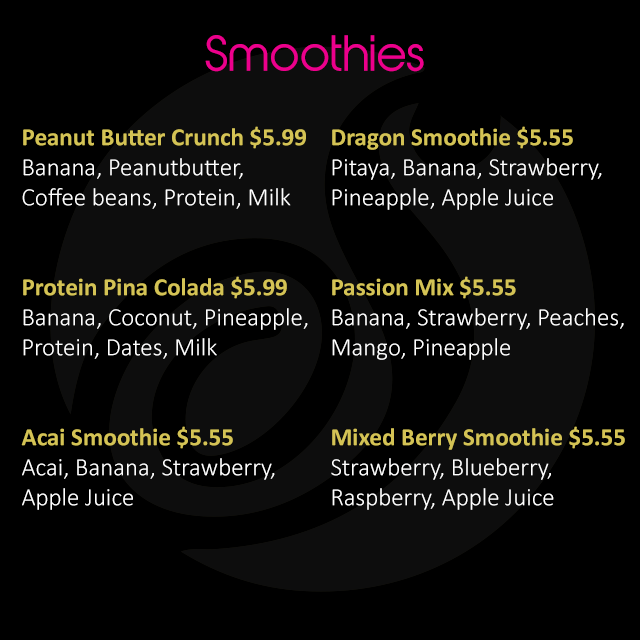 Smoothies
Peanut Butter Crunch $5.99
Banana, Peanutbutter,
Coffee beans, Protein, Milk
Dragon Smoothie $5.55
Pitaya, Banana, Strawberry,
Pineapple, Apple Juice
Protein Pina Colada $5.99
Banana, Coconut, Pineapple,
Protein, Dates, Milk
Passion Mix $5.55
Banana, Strawberry, Peaches,
Mango, Pineapple
Acai Smoothie $5.55
Acai, Banana, Strawberry,
Apple Juice
Mixed Berry Smoothie $5.55
Strawberry, Blueberry,
Raspberry, Apple Juice